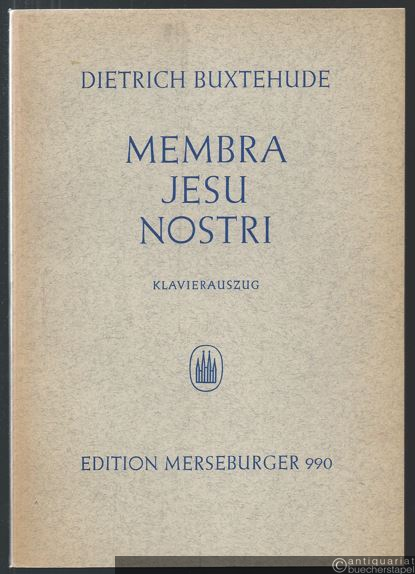 DIETRICH BUXTEHUDE
MEMBRA
JESU
NOSTRI
KLAVIERAUSZUG
EDITION MERSEBURGER 990
©antiquariat
buecherstapel